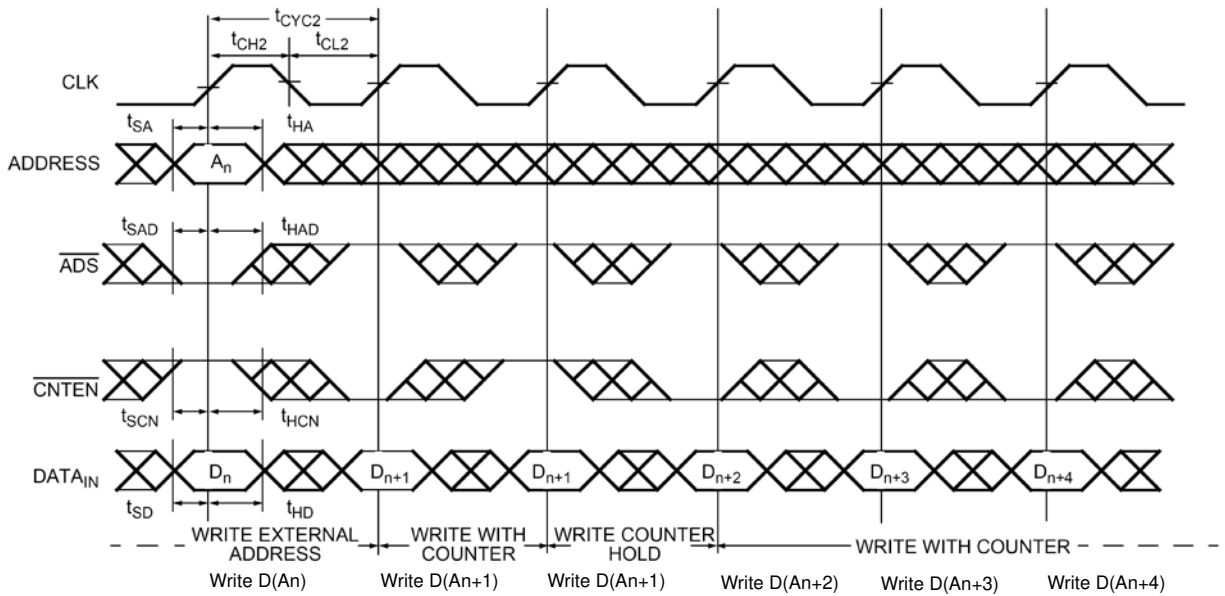 tCYC2
tCH2 tCL2
CLK
tSA tHA
ADDRESS An
tSAD tHAD
ADS
CNTEN
tSCN tHCN
DATAIN Dn Dn+1 Dn+1 Dn+2 Dn+3 Dn+4
tSD tHD
WRITE EXTERNAL WRITE WITH WRITE COUNTER WRITE WITH COUNTER
ADDRESS COUNTER HOLD
Write D(An) Write D(An+1) Write D(An+1) Write D(An+2) Write D(An+3) Write D(An+4)